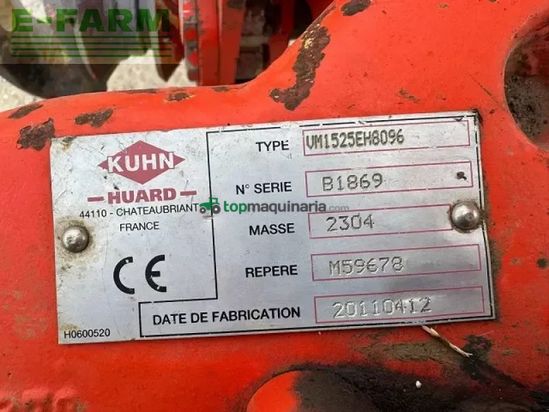 E-FARM
KUHN
HUARD
44110 - CHATEAUBRIANT
FRANCE
CE
H0600520
TYPE VM1525EH8096
N° SERIE B1869
topmaquinaria.com
MASSE 2304
REPERE M59678
DATE DE FABRICATION 20110412